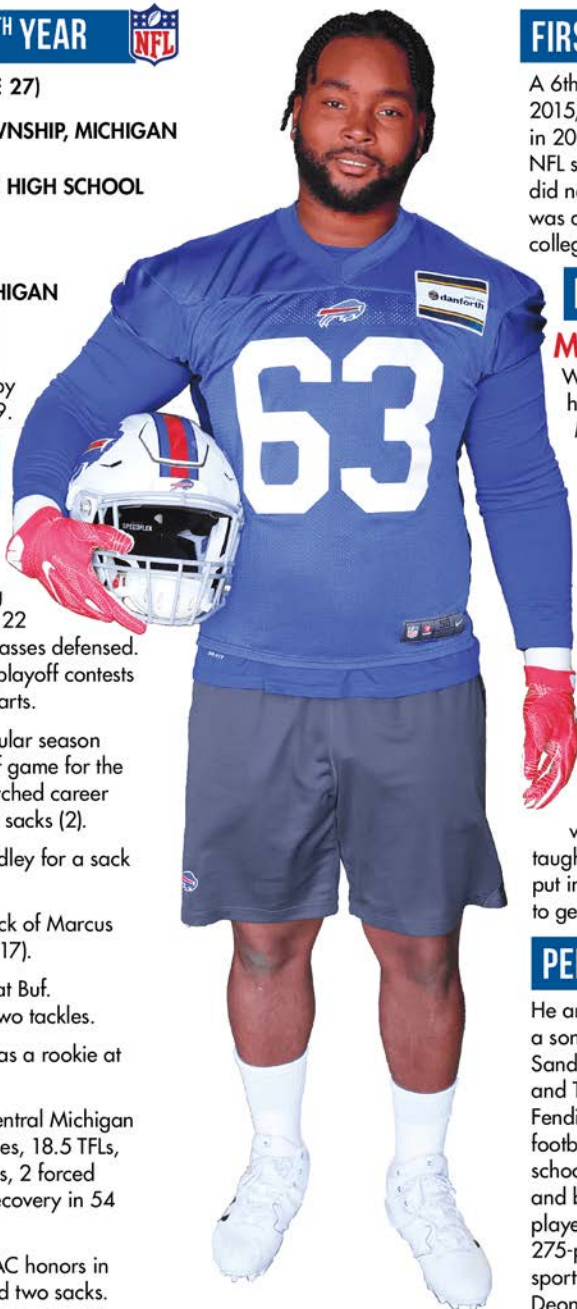 TH YEAR
NFL
27)
WNSHIP, MICHIGAN
HIGH SCHOOL
HIGAN
by
9.
22
asses defensed.
playoff contests
arts.
ular season
game for the
ched career
sacks (2).
dley for a sack
ck of Marcus
17).
at Buf.
wo tackles.
as a rookie at
entral Michigan
es, 18.5 TFLs,
s, 2 forced
ecovery in 54
AC honors in
d two sacks.
danforth
63
SPEEDFLEX
FIRS
A 6th
2015,
in 20
NFL s
did n
was a
colleg
M
W
h
v
taugh
put in
to ge
PE
He an
a son
Sand
and T
Fendi
footb
schoo
and b
playe
275-p
sport
Deon